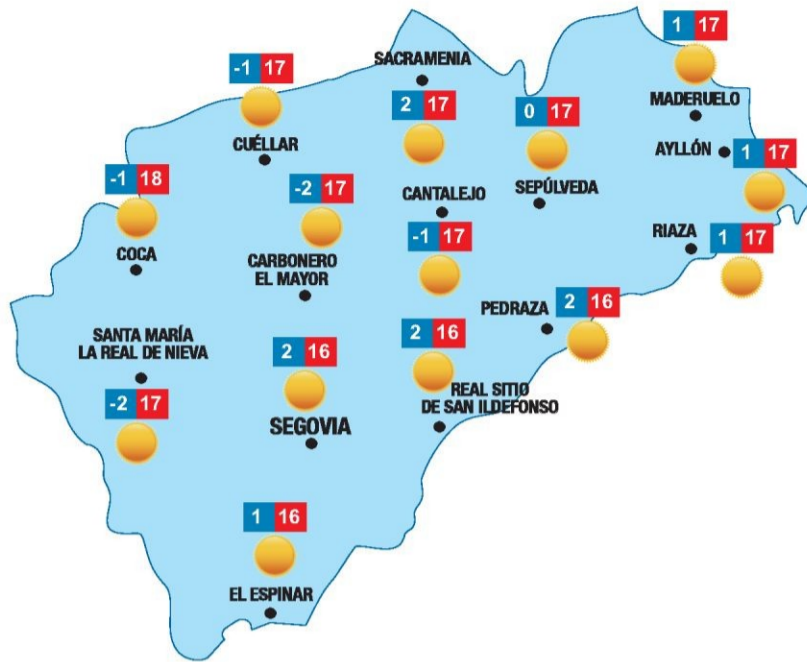 1 17
MADERUELO
SACRAMENIA
2 17
-1 17
CUÉLLAR
0 17
SEPÚLVEDA
AYLLÓN
1 17
-1 18
COCA
-2 17
CARBONERO
EL MAYOR
CANTALEJO
-1 17
RIAZA
1 17
PEDRAZA
2 16
SANTA MARÍA
LA REAL DE NIEVA
-2 17
2 16
SEGOVIA
2 16
REAL SITIO
DE SAN ILDEFONSO
1 16
EL ESPINAR